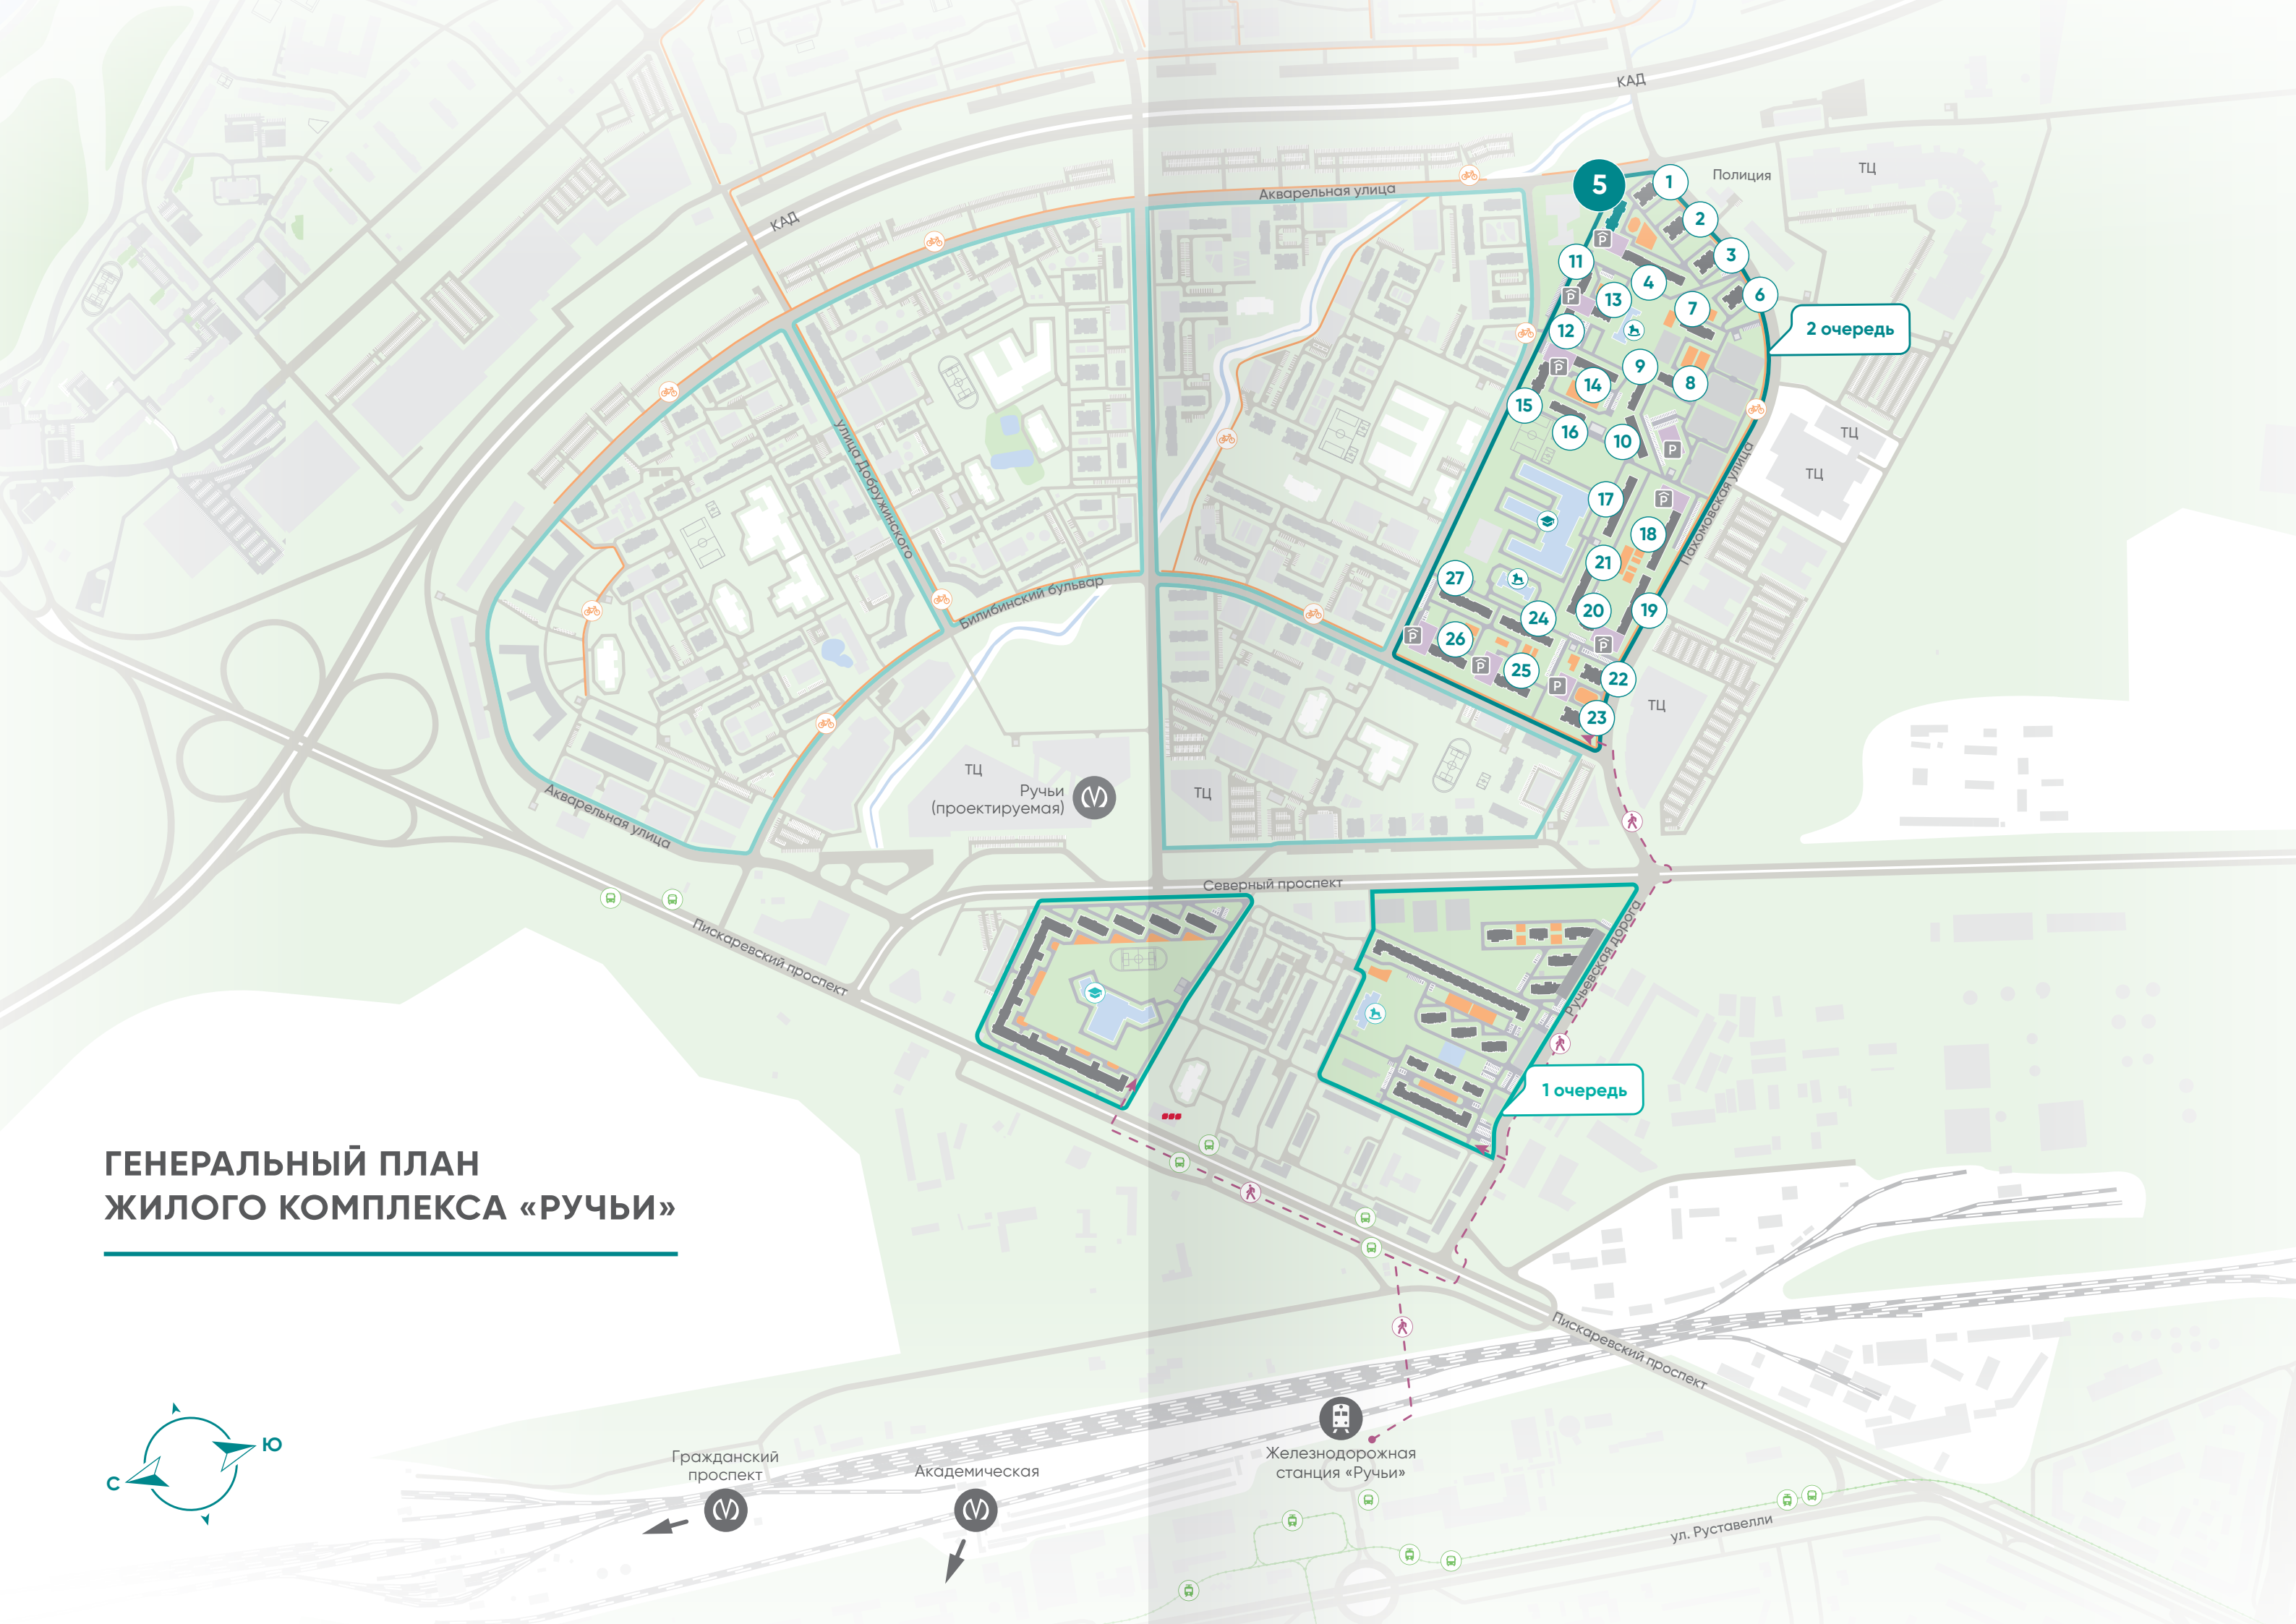 КАД
КАД
Акварельная улица
Полиция
ТЦ
5
1
2
3
11
4
13
6
7
12
2 очередь
9
14
8
15
16
10
ТЦ
ТЦ
P
P
P
P
P
P
P
P
P
улица Добружинского
Пахомовская улица
17
18
21
27
20
19
24
26
25
22
23
Билибинский бульвар
ТЦ
ТЦ
Ручьи
(проектируемая)
ТЦ
Акварельная улица
Северный проспект
Пискаревский проспект
Ручьевская дорога
1 очередь
ГЕНЕРАЛЬНЫЙ ПЛАН
ЖИЛОГО КОМПЛЕКСА «РУЧЬИ»
Пискаревский проспект
Ю
С
Гражданский
проспект
Академическая
Железнодорожная
станция «Ручьи»
ул. Руставелли